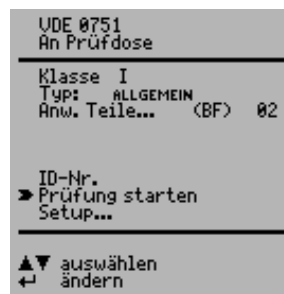 VDE 0751
An Prüfdose
Klasse I
Typ: ALLGEMEIN
Anw. Teile... (BF) 02
ID-Nr.
Prüfung starten
Setup...
▲▼ auswählen
↵ ändern